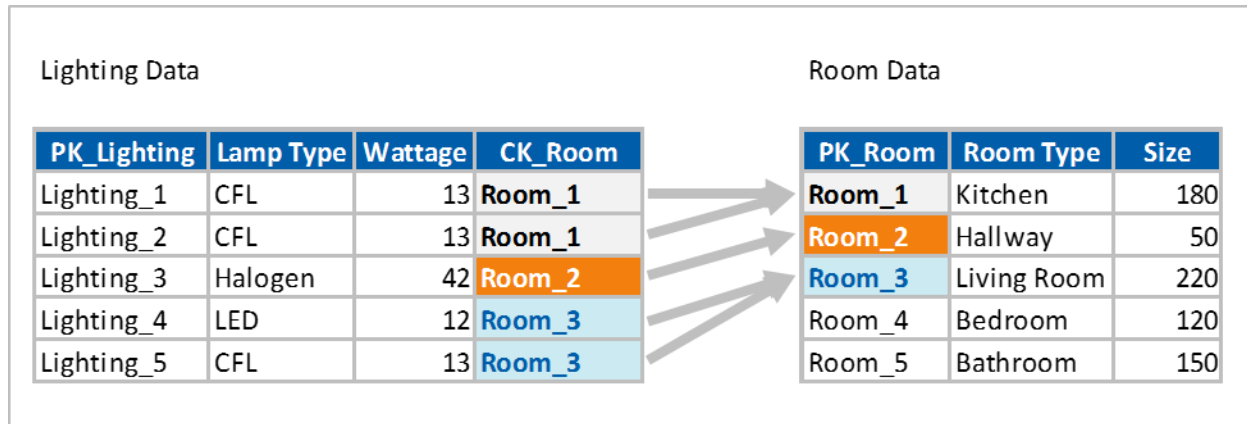 Lighting Data Room Data
PK_Lighting Lamp Type Wattage CK_Room PK_Room Room Type Size
Lighting_1 CFL 13 Room_1 Room_1 Kitchen 180
Lighting_2 CFL 13 Room_1 Room_2 Hallway 50
Lighting_3 Halogen 42 Room_2 Room_3 Living Room 220
Lighting_4 LED 12 Room_3 Room_4 Bedroom 120
Lighting_5 CFL 13 Room_3 Room_5 Bathroom 150